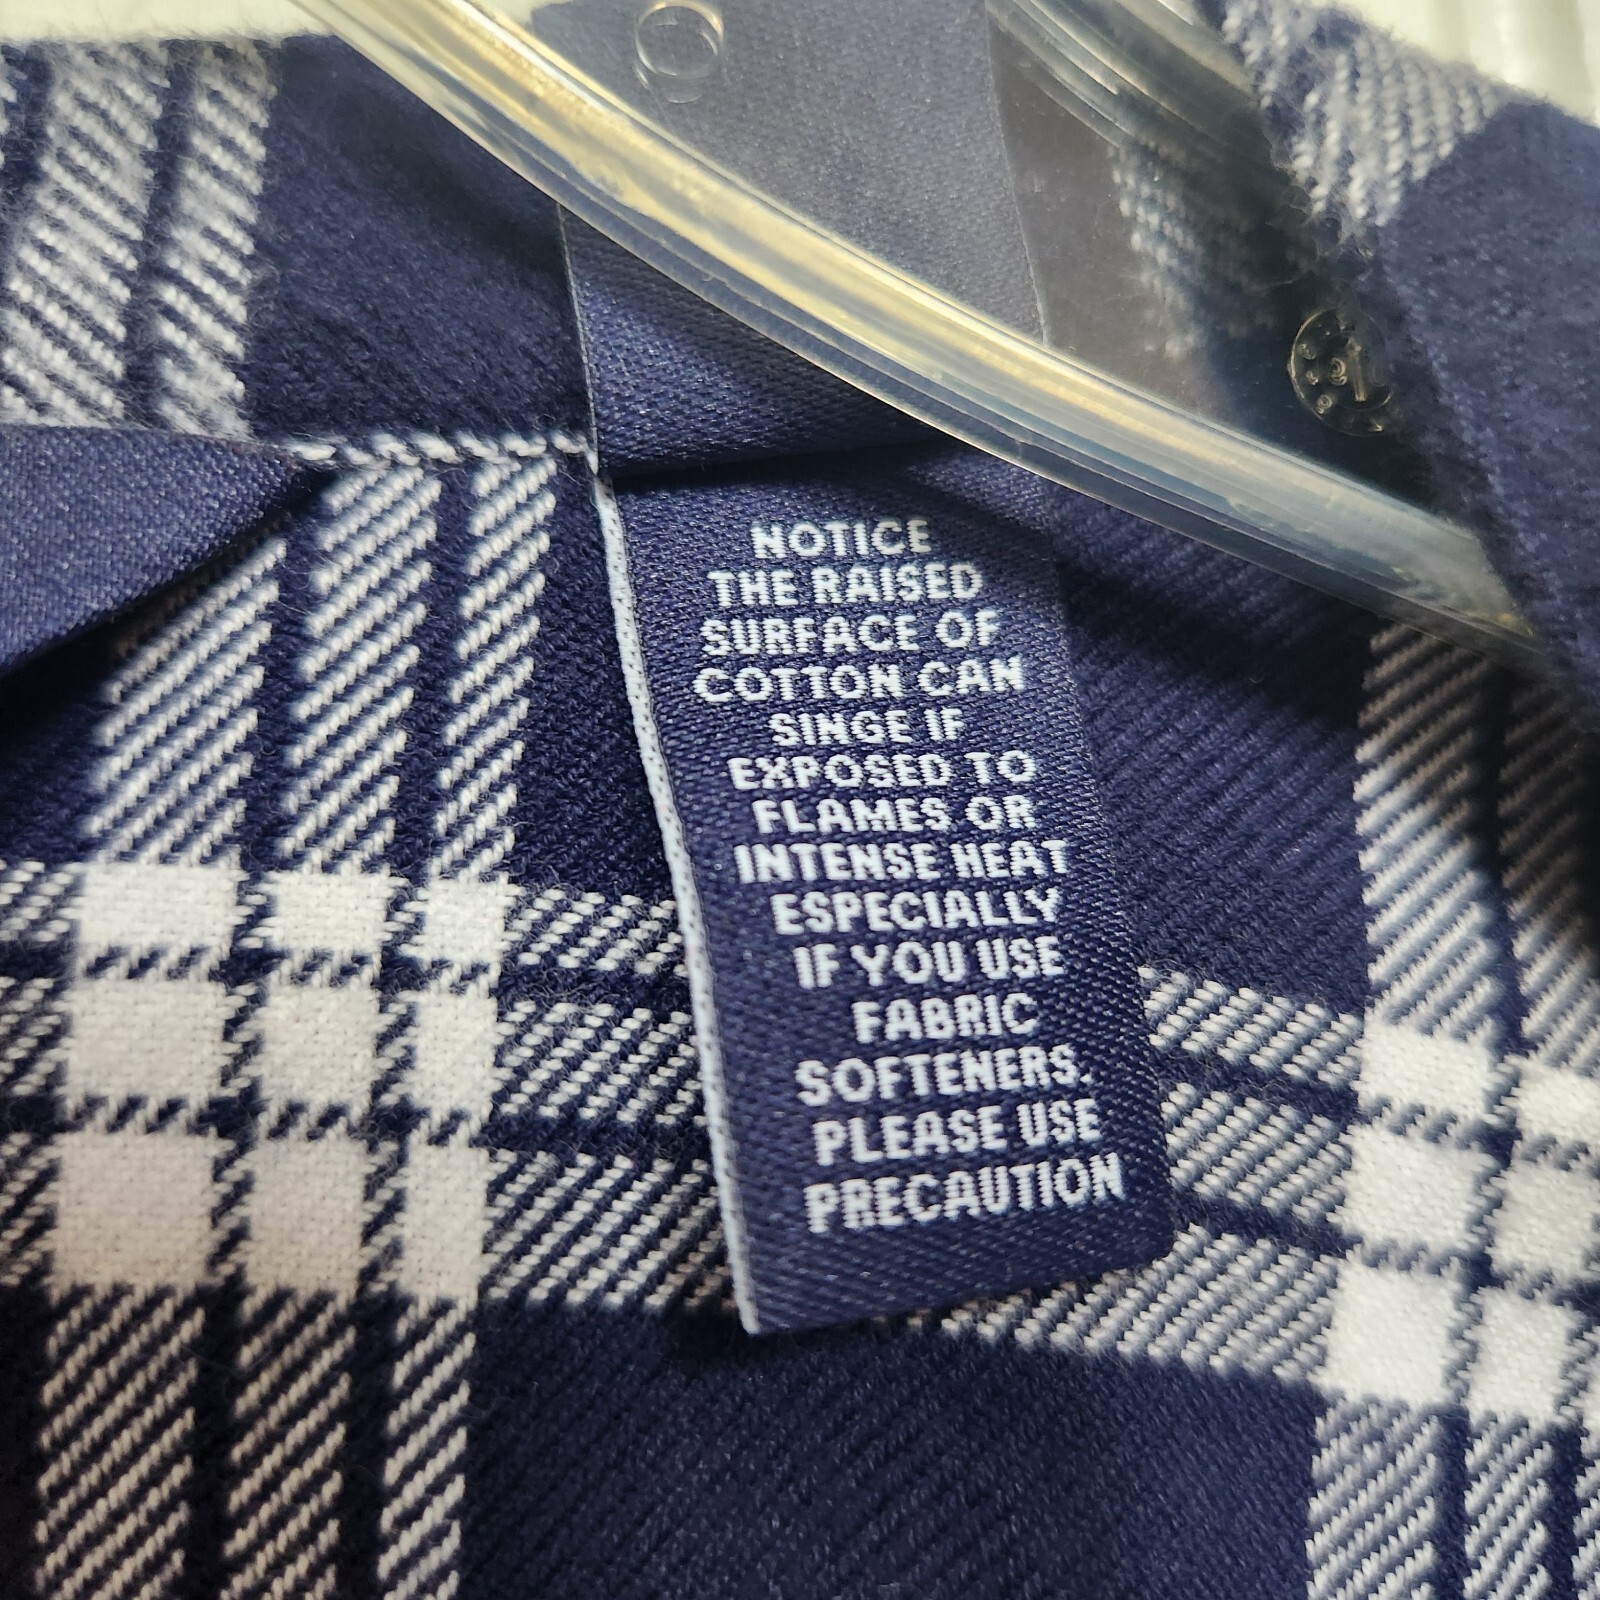 NOTICE
THE RAISED
SURFACE OF
COTTON CAN
SINGE IF
EXPOSED TO
FLAMES OR
INTENSE HEAT
ESPECIALLY
IF YOU USE
FABRIC
SOFTENERS.
PLEASE USE
PRECAUTION